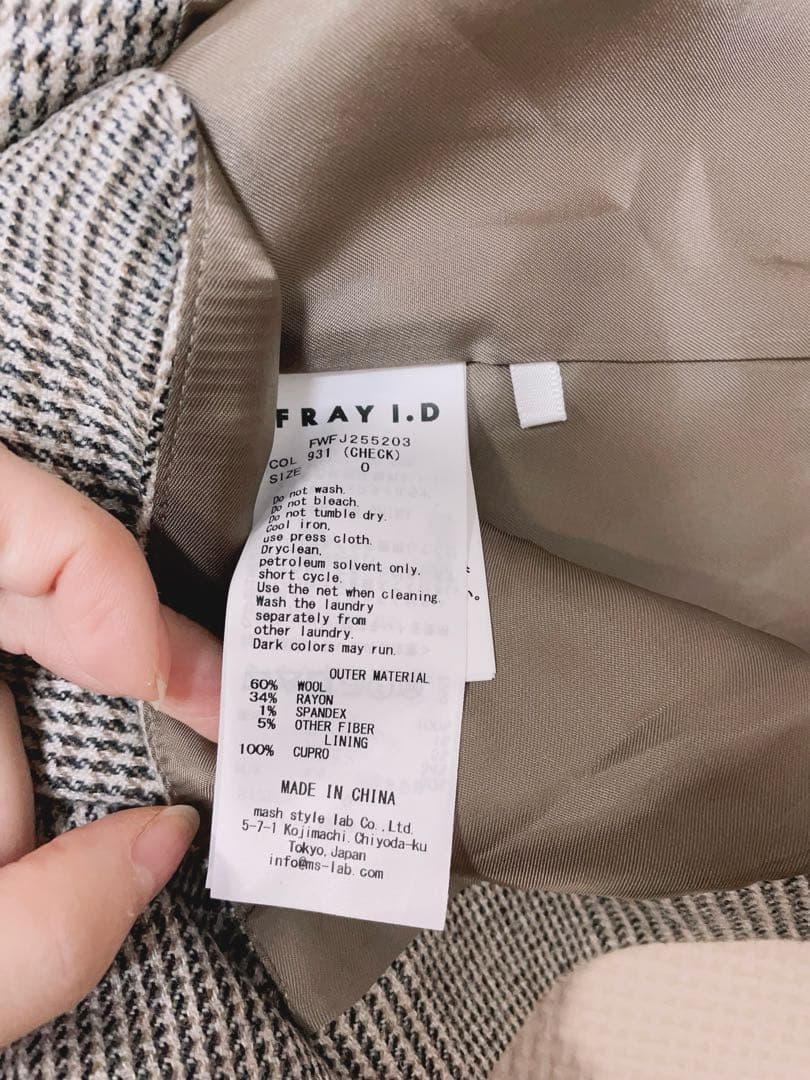 FRAY I.D
FWFJ255203
COL 931 (CHECK)
SIZE 0
Do not wash.
Do not bleach.
Do not tumble dry.
Cool iron,
use press cloth.
Dryclean,
petroleum solvent only,
short cycle.
Use the net when cleaning.
Wash the laundry
separately from
other laundry.
Dark colors may run.
OUTER MATERIAL
60% WOOL
34% RAYON
1% SPANDEX
5% OTHER FIBER
LINING
100% CUPRO
MADE IN CHINA
mash style lab Co.,Ltd.
5-7-1 Kojimachi,Chiyoda-ku
Tokyo,Japan
info@ms-lab.com